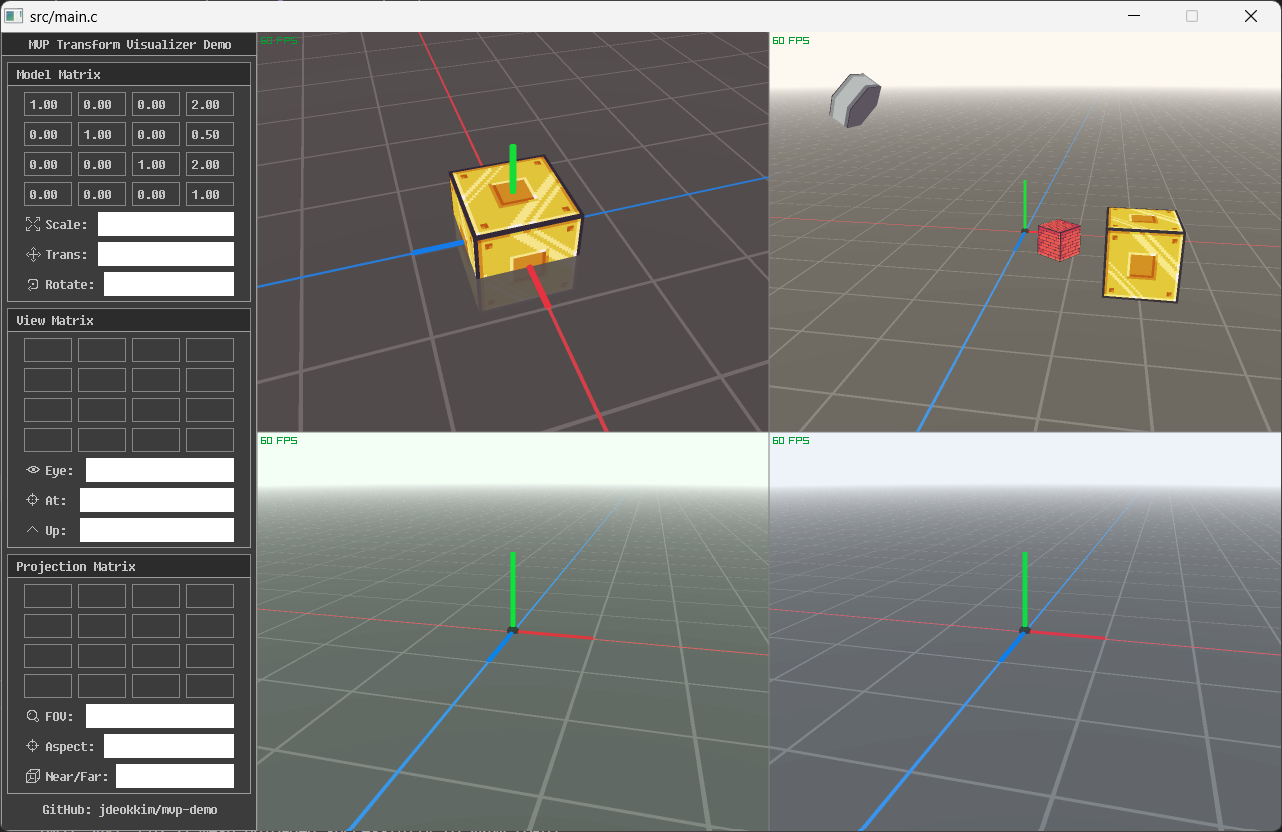 src/main.c
MVP Transform Visualizer Demo
Model Matrix
1.00 0.00 0.00 2.00
0.00 1.00 0.00 0.50
0.00 0.00 1.00 2.00
0.00 0.00 0.00 1.00
Scale:
Trans:
Rotate:
View Matrix
Eye:
At:
Up:
Projection Matrix
FOV:
Aspect:
Near/Far:
GitHub: jdeokkim/mvp-demo
60 FPS
60 FPS
60 FPS
60 FPS